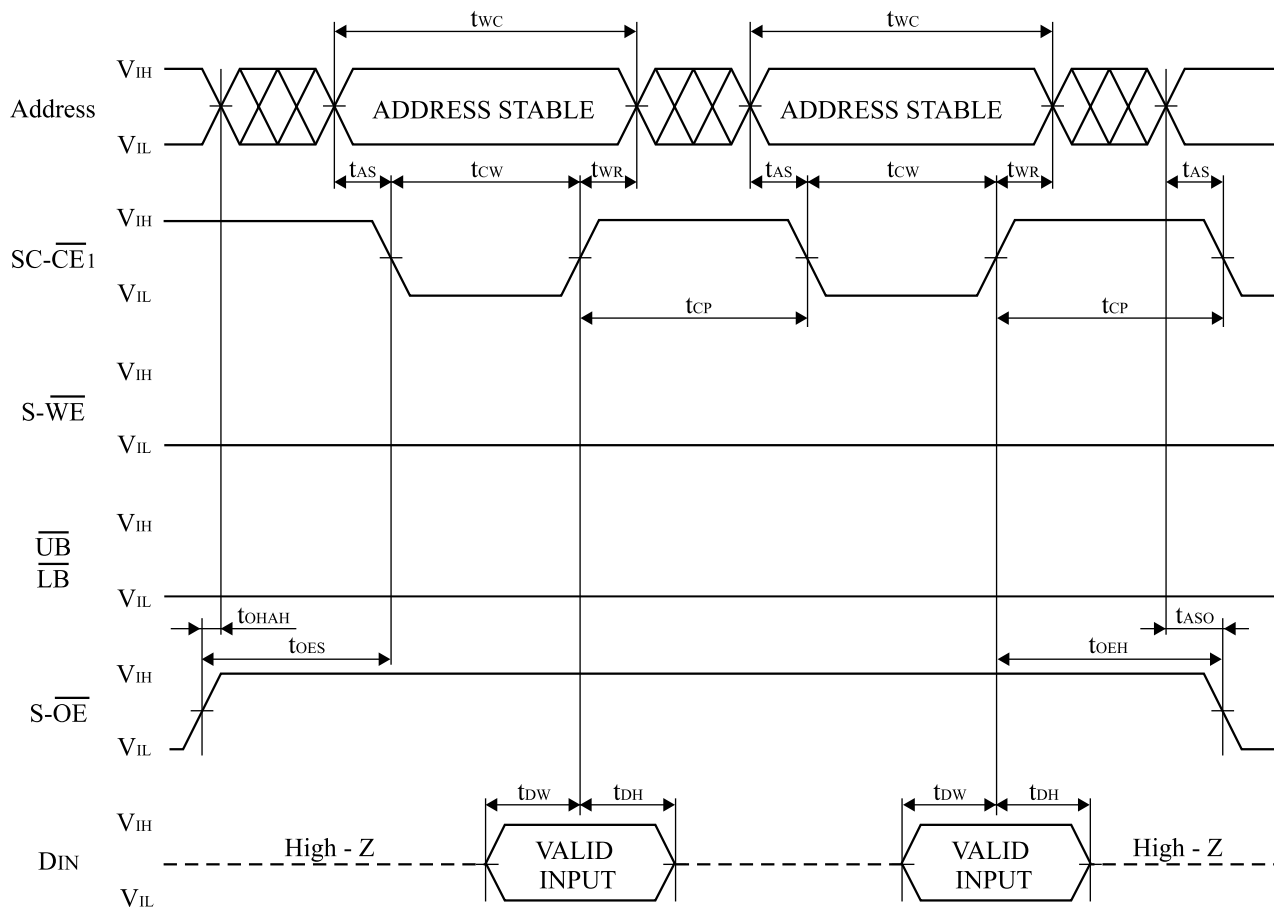 tWC tWC
VIH
Address ADDRESS STABLE ADDRESS STABLE
VIL
tAS tCW tWR tAS tCW tWR tAS
VIH
SC-CE1
VIL
tCP tCP
VIH
S-WE
VIL
VIH
UB
LB
VIL
tOHAH tASO
tOES tOEH
VIH
S-OE
VIL
tDW tDH tDW tDH
VIH
High - Z VALID VALID High - Z
DIN
INPUT INPUT
VIL